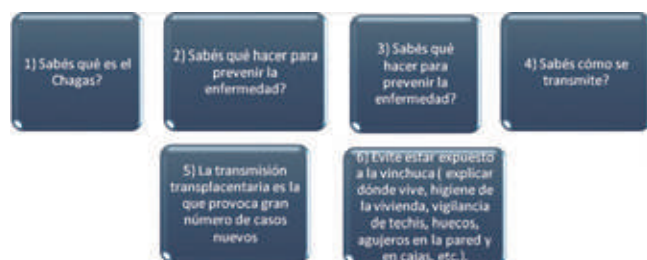 1) Sabés qué es el
Chagas?
2) Sabés qué hacer para
prevenir la
enfermedad?
3) Sabés qué
hacer para
prevenir la
enfermedad?
4) Sabés cómo se
transmite?
5) La transmisión
transplacentaria es la
que provoca gran
número de casos
nuevos
6) Evite estar expuesto
a la vinchuca ( explicar
dónde vive, higiene de
la vivienda, vigilancia
de techis, huecos,
agujeros en la pared y
en cajas, etc.).